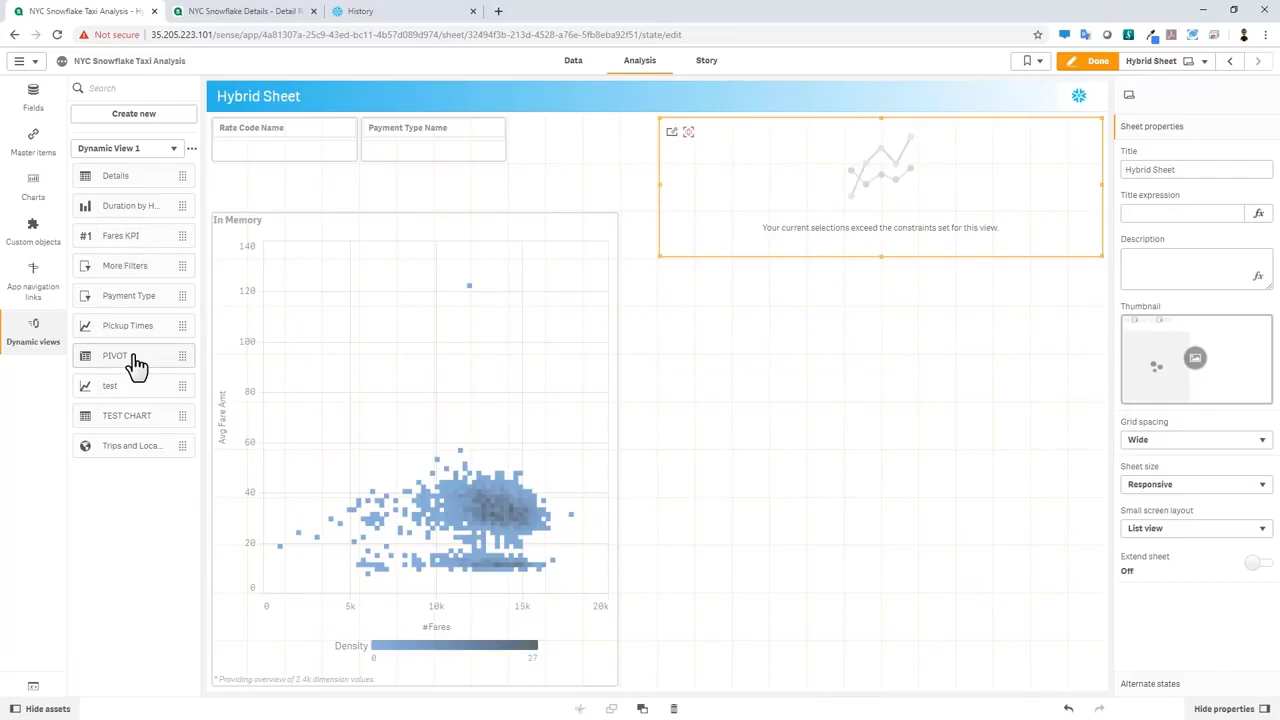 NYC Snowflake Taxi Analysis - Hy
NYC Snowflake Details - Detail R
History
Not secure
35.205.223.101/sense/app/4a81307a-25c9-43ed-bc11-4b57d089d974/sheet/32494f3b-213d-4528-a76e-5fb8eba92f51/state/edit
NYC Snowflake Taxi Analysis
Data
Analysis
Story
Done
Hybrid Sheet
Fields
Master items
Charts
Custom objects
App navigation
links
Dynamic views
Search
Create new
Dynamic View 1
Details
Duration by H...
#1 Fares KPI
More Filters
Payment Type
Pickup Times
PIVOT
test
TEST CHART
Trips and Loca...
Hybrid Sheet
Rate Code Name
Payment Type Name
Your current selections exceed the constraints set for this view.
In Memory
140
120
100
80
60
40
20
0
Avg Fare Amt
0 5k 10k 15k 20k
#Fares
Density
0 27
* Providing overview of 2.4k dimension values.
Sheet properties
Title
Hybrid Sheet
Title expression
fx
Description
fx
Thumbnail
Grid spacing
Wide
Sheet size
Responsive
Small screen layout
List view
Extend sheet
Off
Alternate states
Hide assets
Hide properties